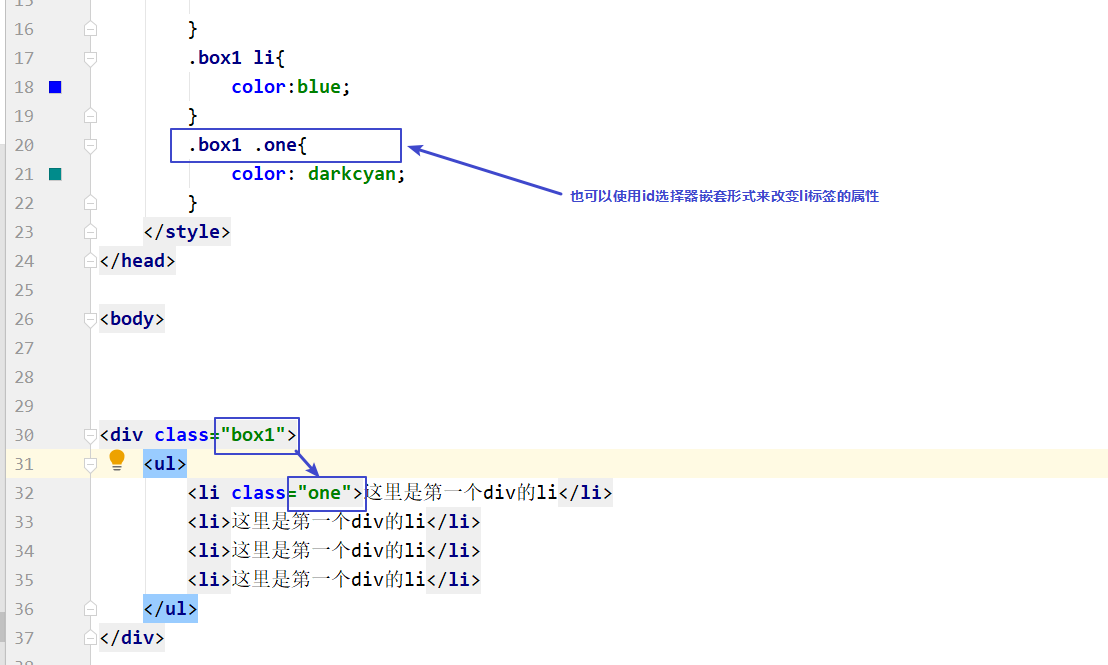 15
16 }
17 .box1 li{
18 color:blue;
19 }
20 .box1 .one{
21 color: darkcyan;
也可以使用id选择器嵌套形式来改变li标签的属性
22 }
23 </style>
24 </head>
25
26 <body>
27
28
29
30 <div class="box1">
31 <ul>
32 <li class="one">这里是第一个div的li</li>
33 <li>这里是第一个div的li</li>
34 <li>这里是第一个div的li</li>
35 <li>这里是第一个div的li</li>
36 </ul>
37 </div>
38